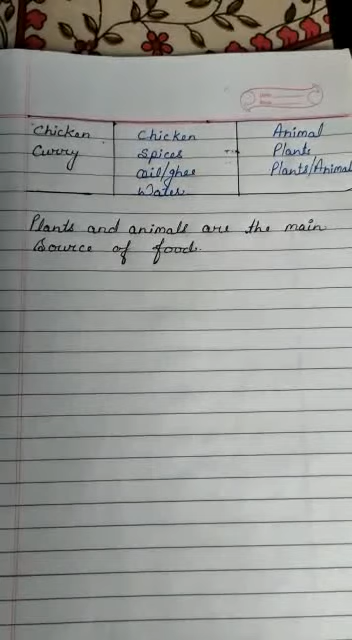 Chicken Chicken Animal
Curry Spices Plants
oil/ghee Plants/Animal
Water
Plants and animals are the main
source of food.